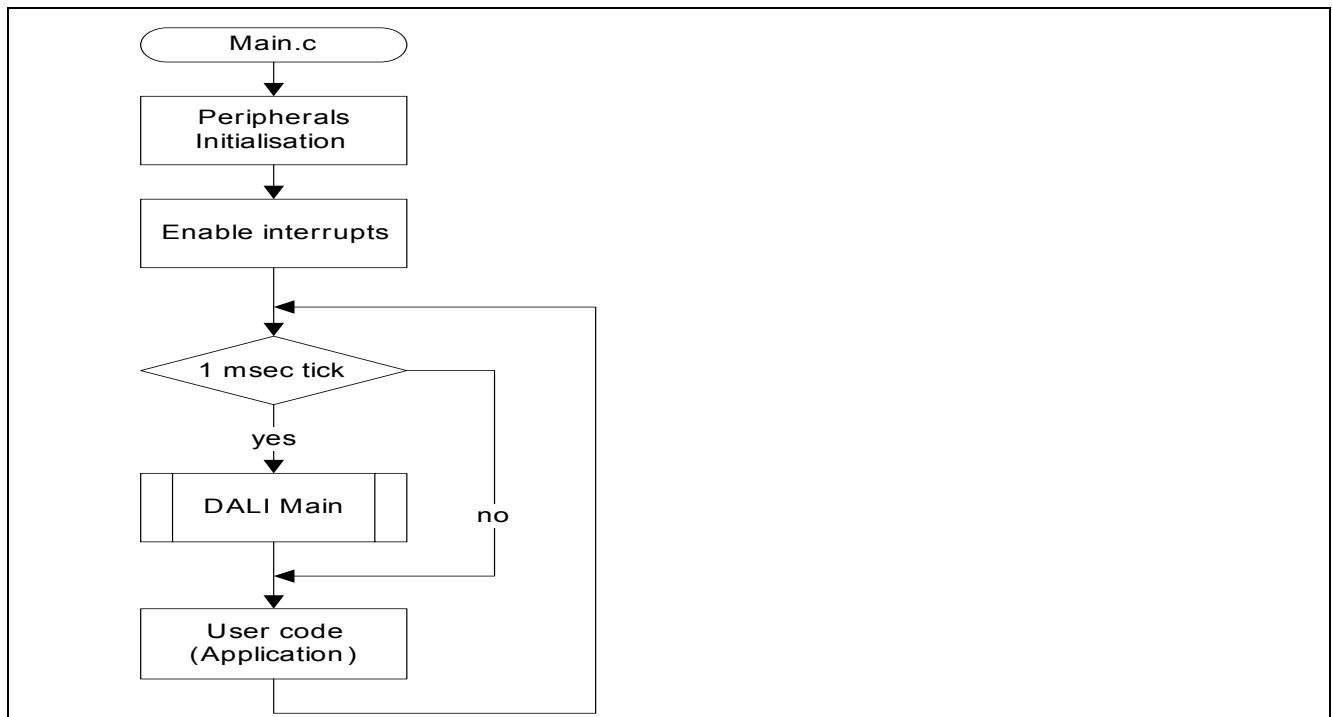 Main.c
Peripherals
Initialisation
Enable interrupts
1 msec tick
yes
DALI Main
no
User code
(Application)